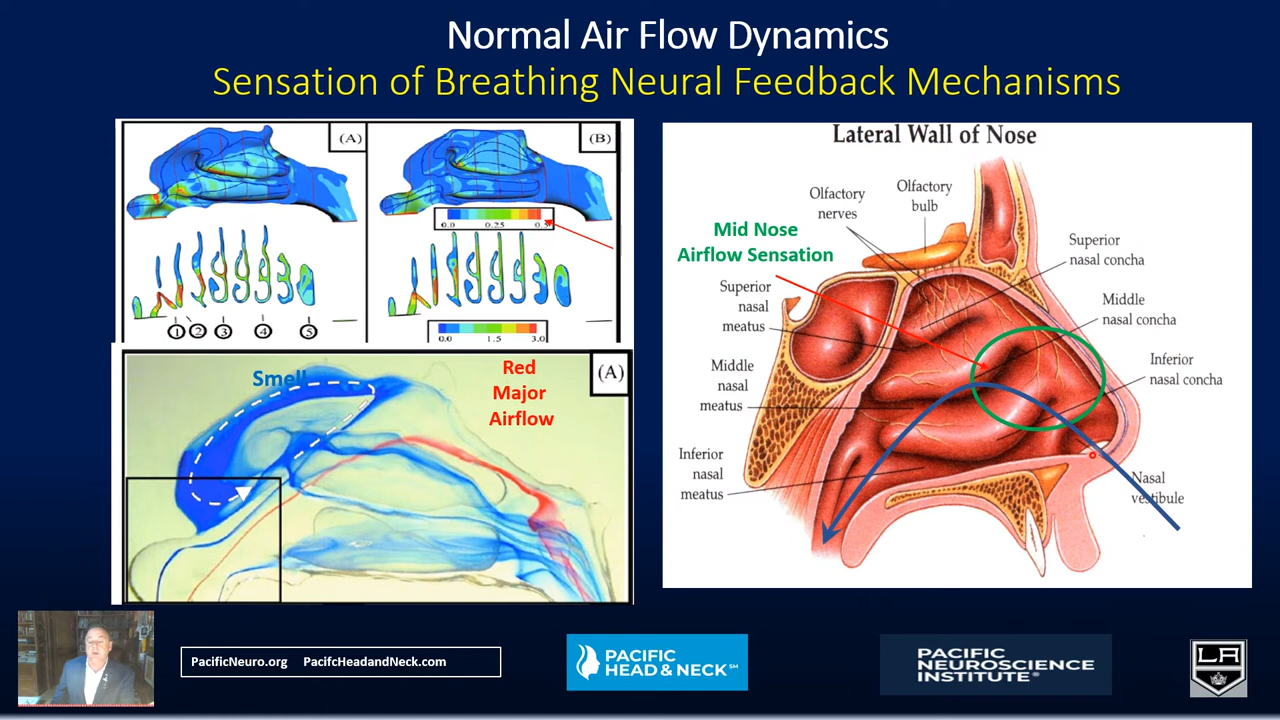 Normal Air Flow Dynamics
Sensation of Breathing Neural Feedback Mechanisms
(A)
(B)
0.0 0.25
1
2
3
4
5
0.0 1.5 3.0
Smell
Red
Major
Airflow
(A)
Lateral Wall of Nose
Olfactory
nerves
Olfactory
bulb
Mid Nose
Airflow Sensation
Superior
nasal concha
Superior
nasal
meatus
Middle
nasal concha
Middle
nasal
meatus
Inferior
nasal concha
Inferior
nasal
meatus
Nasal
vestibule
PacificNeuro.org PacifcHeadandNeck.com
PACIFIC
HEAD & NECK SM
PACIFIC
NEUROSCIENCE
INSTITUTE®
LA